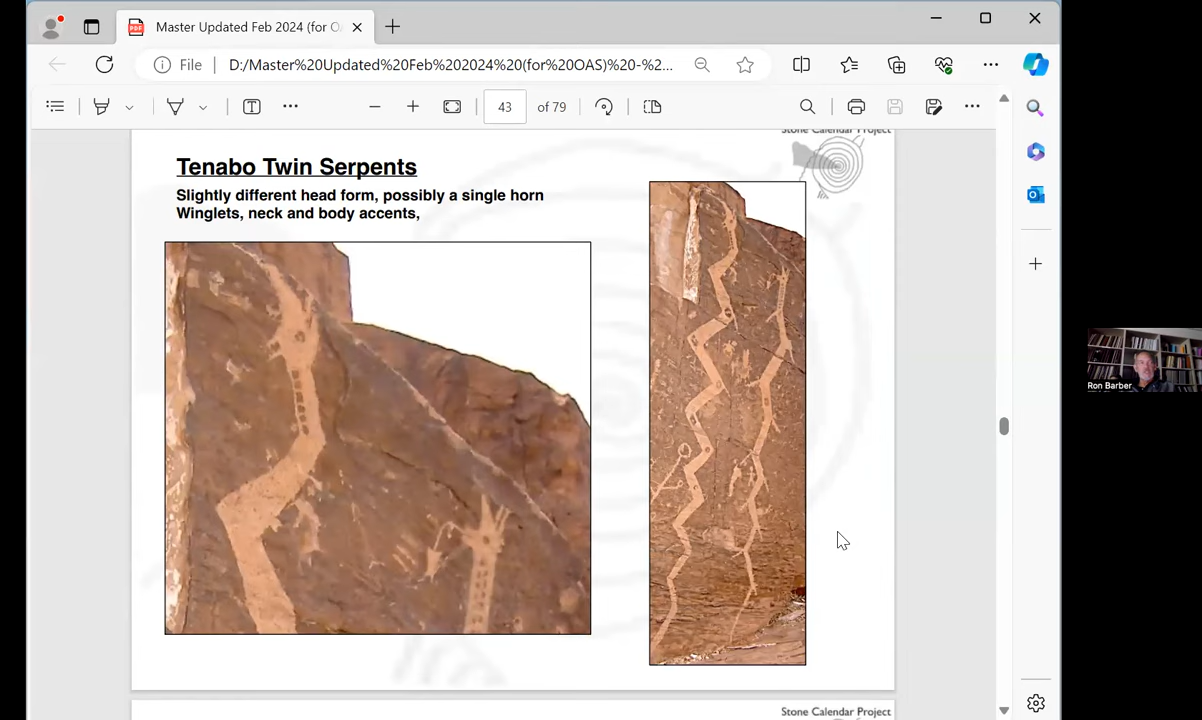 Master Updated Feb 2024 (for O
File
D:/Master%20Updated%20Feb%202024%20(for%20OAS)%20-%2...
43 of 79
Stone Calendar Project
Tenabo Twin Serpents
Slightly different head form, possibly a single horn
Winglets, neck and body accents,
Ron Barber
Stone Calendar Project